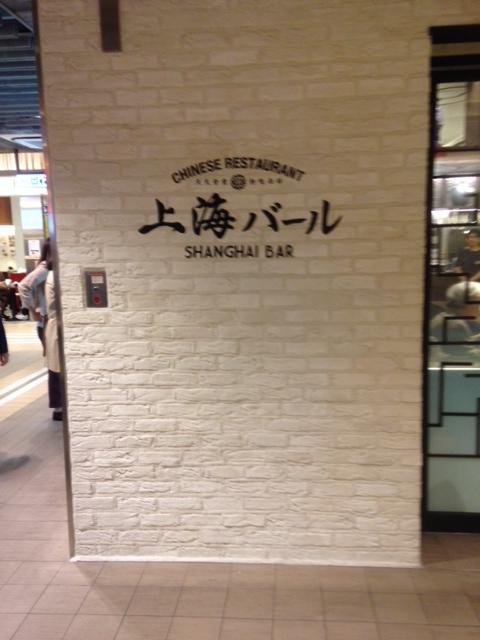 CHINESE RESTAURANT
上海バール
SHANGHAI BAR